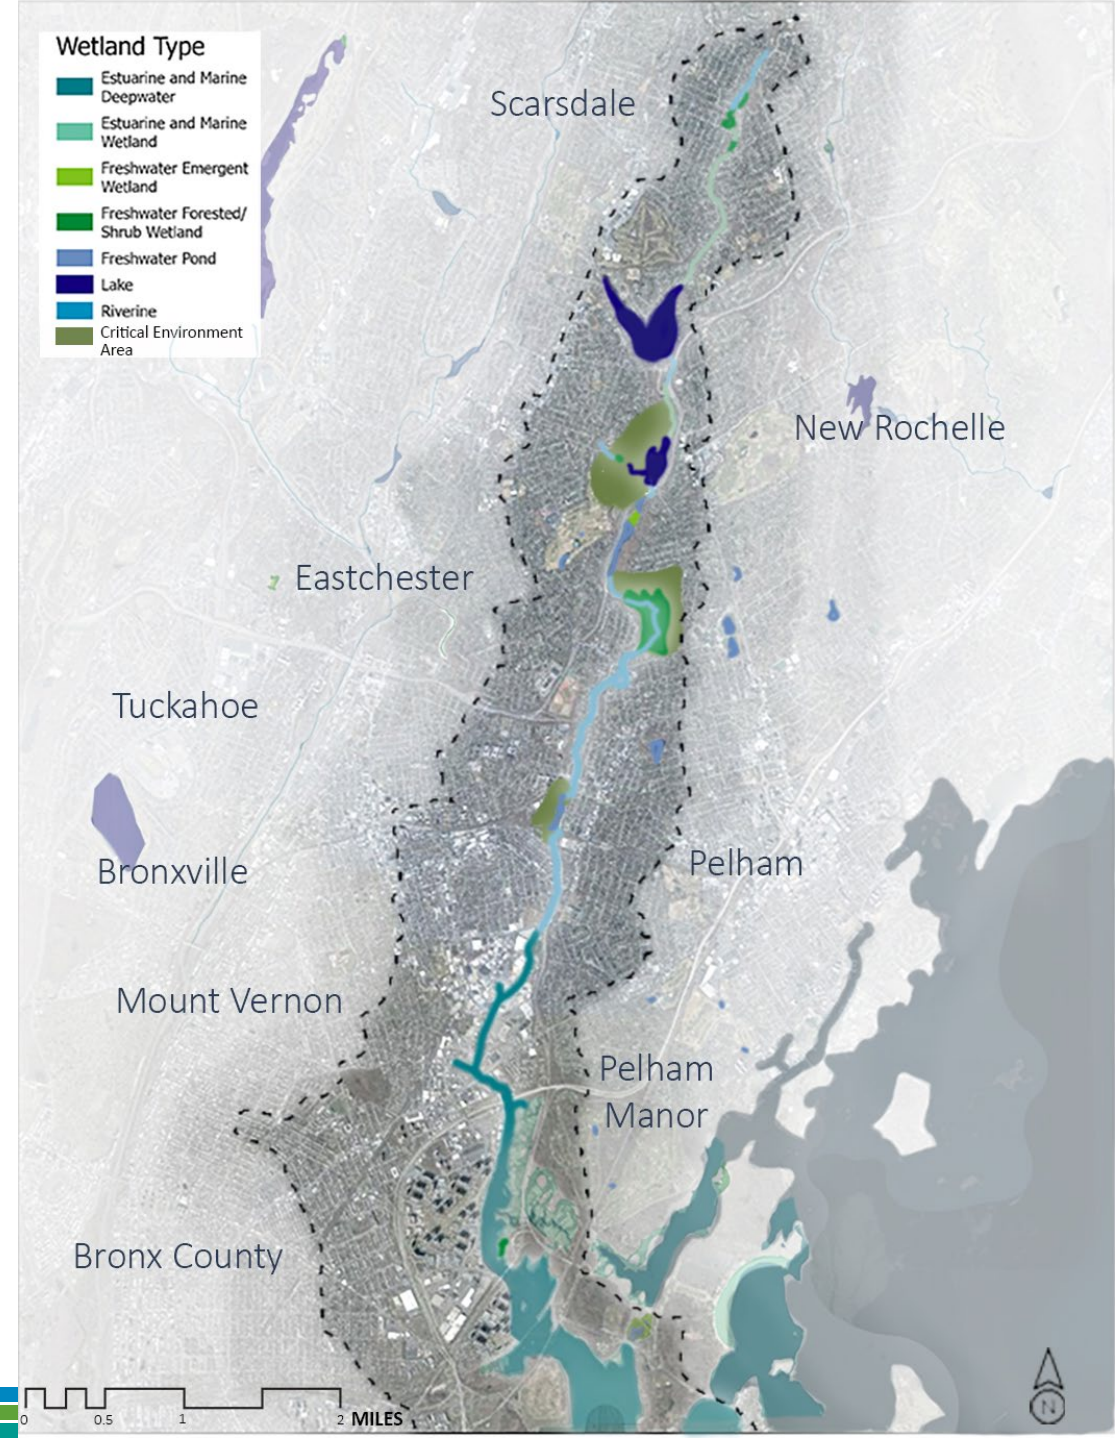 Wetland Type
Estuarine and Marine
Deepwater
Estuarine and Marine
Wetland
Freshwater Emergent
Wetland
Freshwater Forested/
Shrub Wetland
Freshwater Pond
Lake
Riverine
Critical Environment
Area
Scarsdale
New Rochelle
Eastchester
Tuckahoe
Bronxville
Pelham
Mount Vernon
Pelham
Manor
Bronx County
0 0.5 1 2 MILES
N